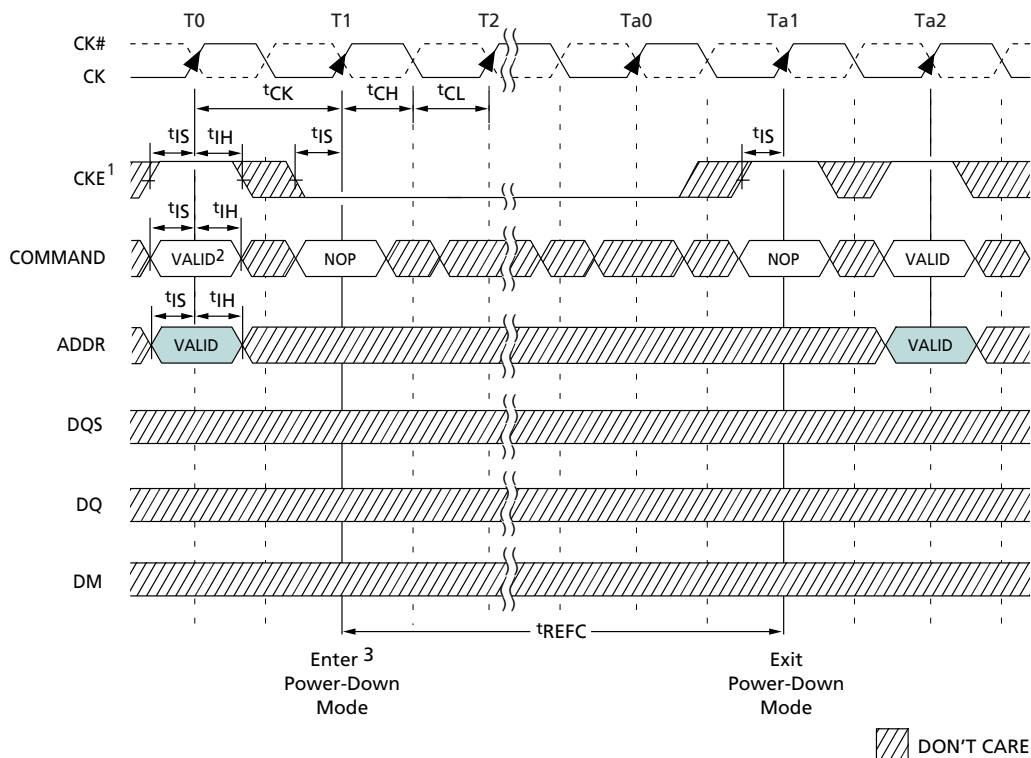 T0 T1 T2 Ta0 Ta1 Ta2
CK#
CK
tCK tCH tCL
tIS tIH tIS tIS
CKE1
tIS tIH
COMMAND VALID2 NOP NOP VALID
tIS tIH
ADDR VALID VALID
DQS
DQ
DM
tREFC
Enter 3
Power-Down
Mode
Exit
Power-Down
Mode
DON'T CARE